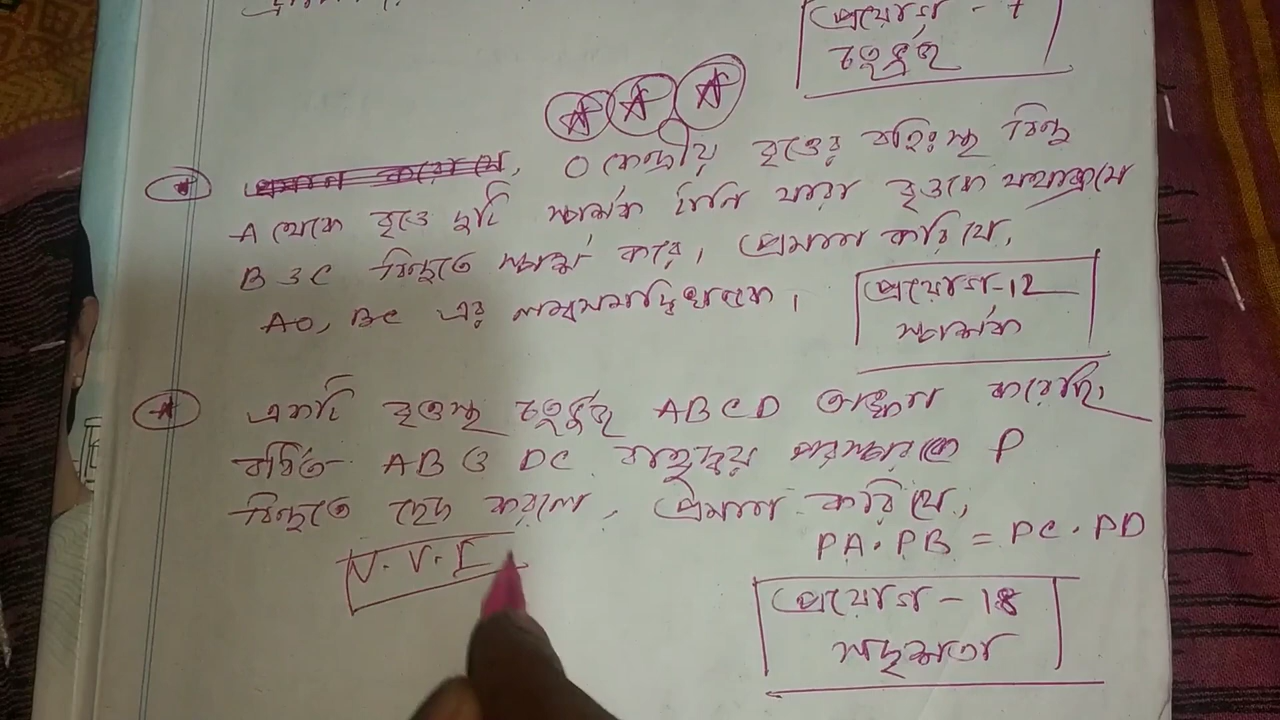 প্রয়োগ - 7
চতুর্ভুজ
O কেন্দ্রীয় বৃত্তের বহিঃস্থ বিন্দু
A থেকে বৃত্তে দুটি স্পর্শক টানি যারা বৃত্তকে যথাক্রমে
B ও C বিন্দুতে স্পর্শ করে, প্রমাণ করি যে,
AO, BC এর লম্বসমদ্বিখণ্ডক।
প্রয়োগ-12
স্পর্শক
একটি বৃত্তস্থ চতুর্ভুজ ABCD অঙ্কন করেছি,
বর্ধিত AB ও DC বাহুদ্বয় পরস্পরকে P
বিন্দুতে ছেদ করলে, প্রমাণ করি যে,
PA. PB = PC. PD
V. V. I
প্রয়োগ - 18
সদৃশতা